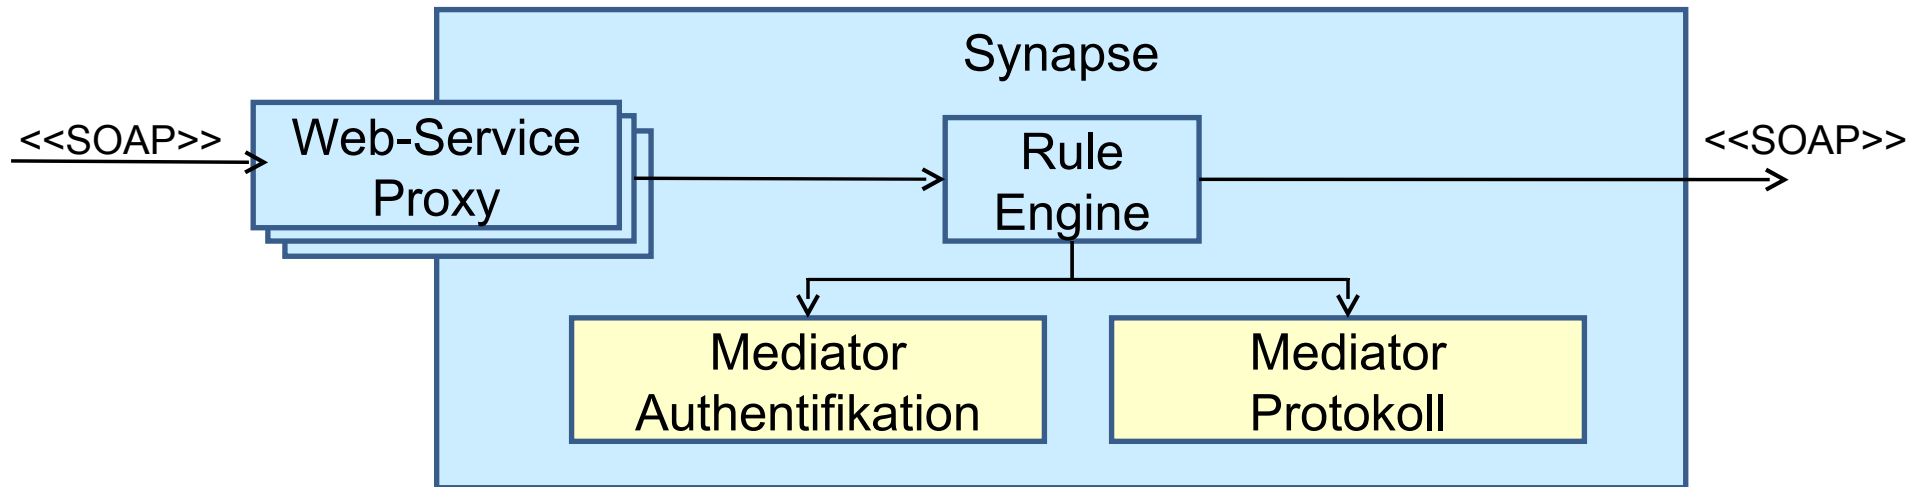 Synapse
<<SOAP>>
Web-Service
Proxy
Rule
Engine
<<SOAP>>
Mediator
Authentifikation
Mediator
Protokoll